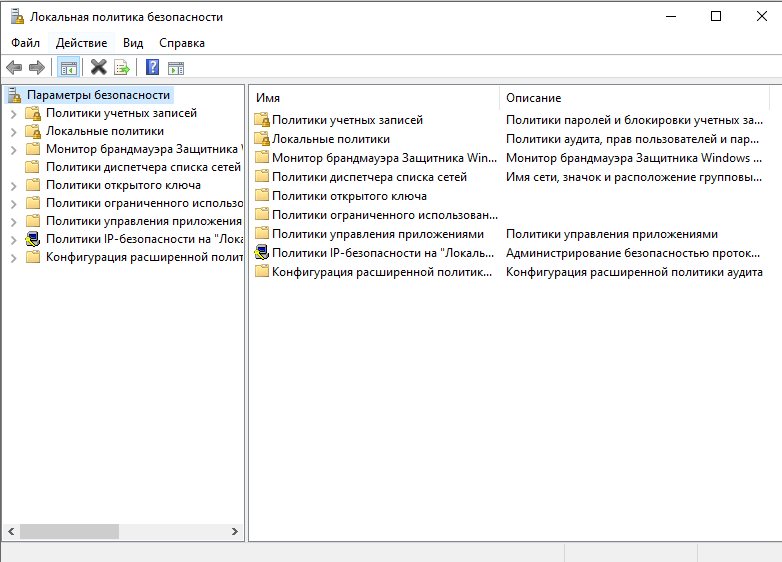 Локальная политика безопасности
Файл Действие Вид Справка
Параметры безопасности
Политики учетных записей
Локальные политики
Монитор брандмауэра Защитника
Политики диспетчера списка сетей
Политики открытого ключа
Политики ограниченного использо
Политики управления приложения
Политики IP-безопасности на "Лока
Конфигурация расширенной полит
Имя Описание
Политики учетных записей Политики паролей и блокировки учетных за...
Локальные политики Политики аудита, прав пользователей и пар...
Монитор брандмауэра Защитника Win... Монитор брандмауэра Защитника Windows ...
Политики диспетчера списка сетей Имя сети, значок и расположение групповы...
Политики открытого ключа
Политики ограниченного использован...
Политики управления приложениями Политики управления приложениями
Политики IP-безопасности на "Локаль... Администрирование безопасностью проток...
Конфигурация расширенной политик... Конфигурация расширенной политики аудита